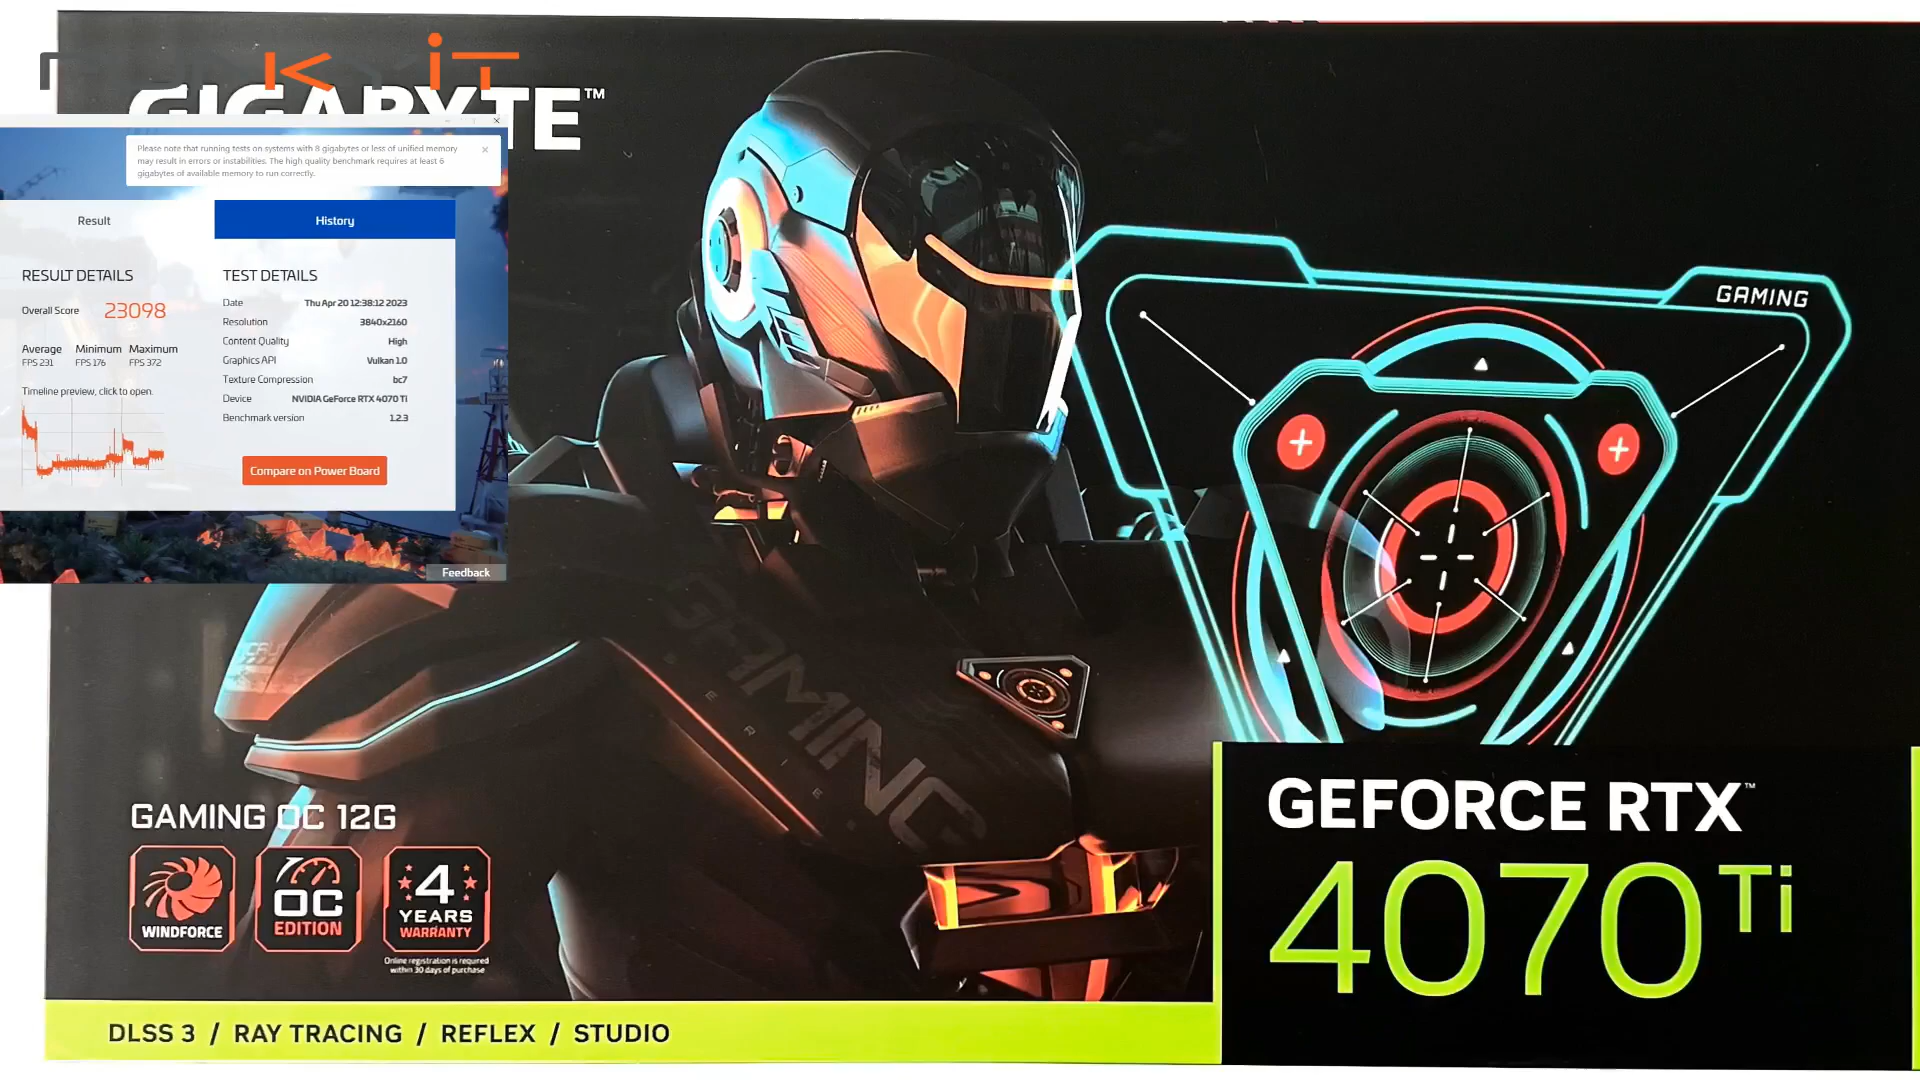 GIGABYTE™
Please note that running tests on systems with 8 gigabytes or less of unified memory
may result in errors or instabilities. The high quality benchmark requires at least 6
gigabytes of available memory to run correctly.
Result
History
RESULT DETAILS
Overall Score 23098
Average Minimum Maximum
FPS 231 FPS 176 FPS 372
Timeline preview, click to open.
TEST DETAILS
Date Thu Apr 20 12:38:12 2023
Resolution 3840x2160
Content Quality High
Graphics API Vulkan 1.0
Texture Compression bc7
Device NVIDIA GeForce RTX 4070 Ti
Benchmark version 1.2.3
Compare on Power Board
Feedback
GAMING
GAMING
GAMING OC 12G
WINDFORCE
OC
EDITION
4
YEARS
WARRANTY
Online registration is required
within 30 days of purchase
GEFORCE RTX™
4070 Ti
DLSS 3 / RAY TRACING / REFLEX / STUDIO